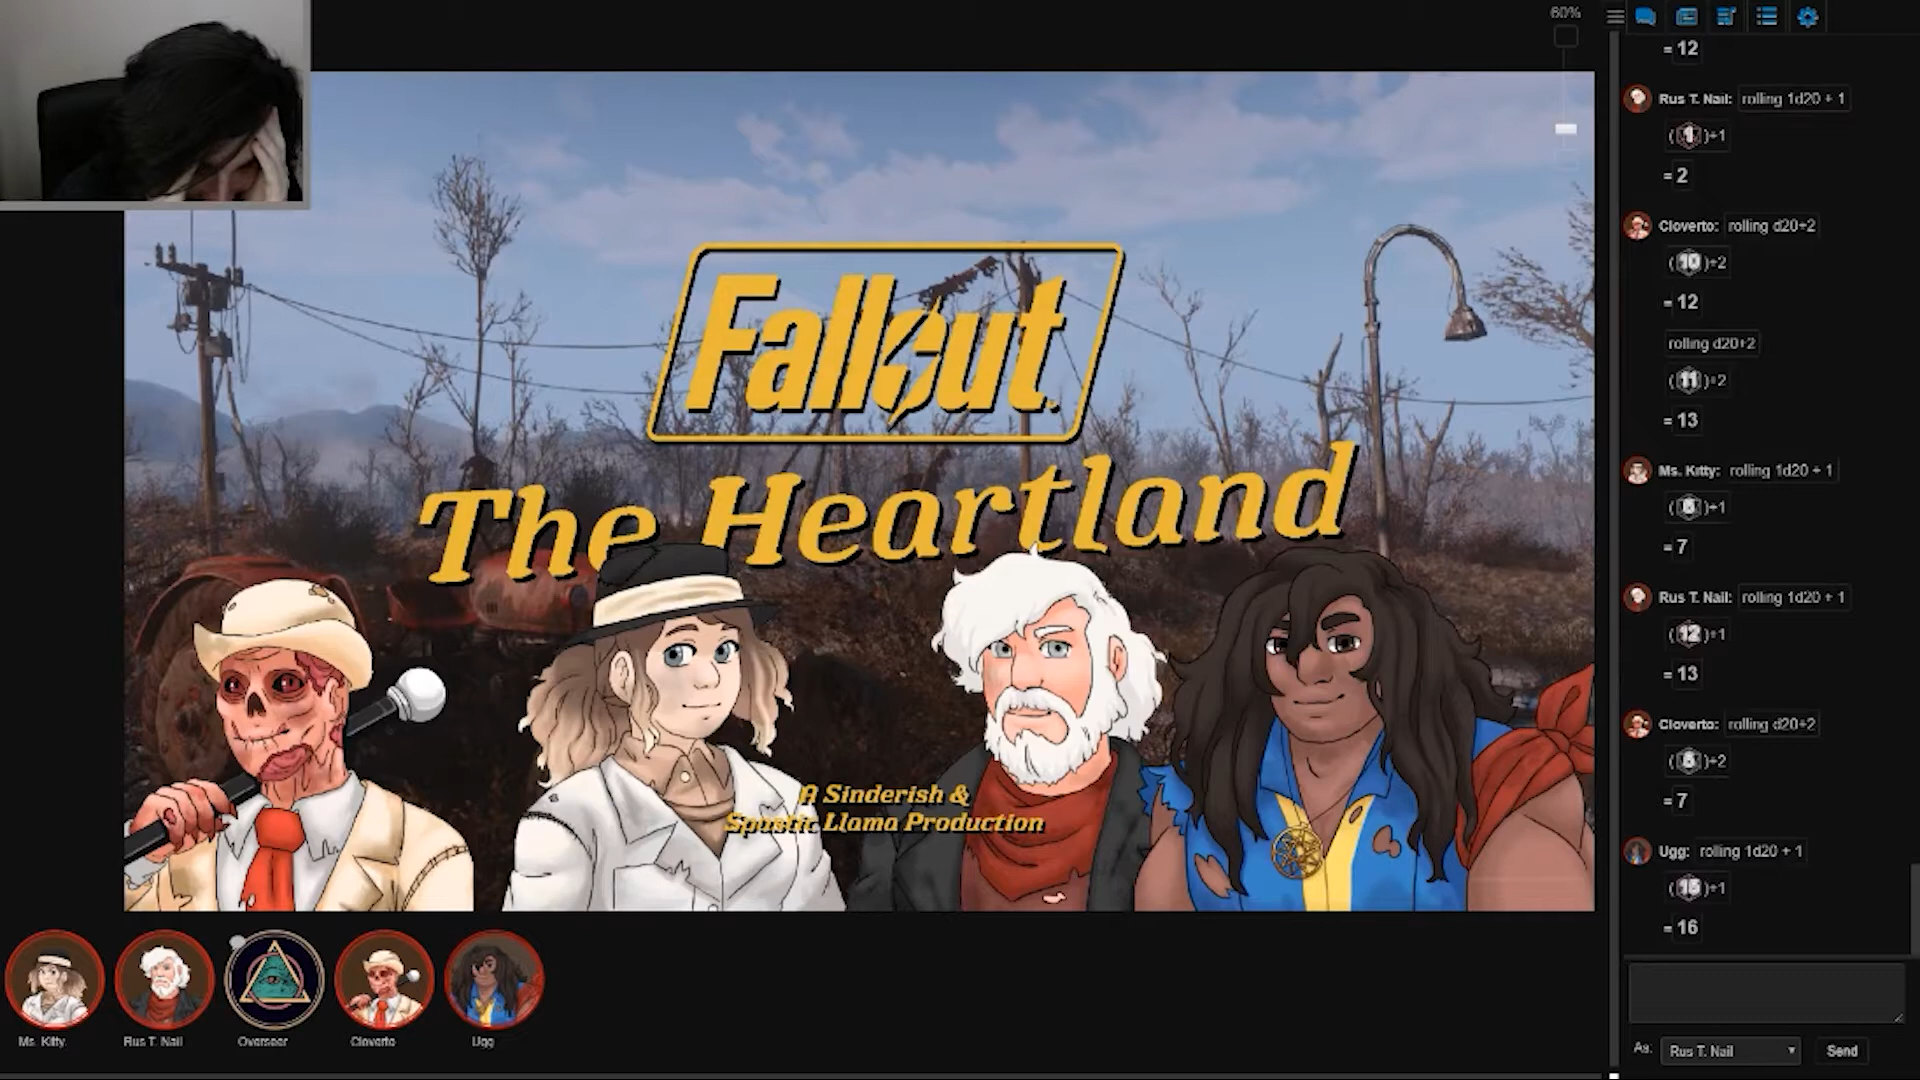 60%
= 12
Rus T. Nail: rolling 1d20 + 1
(1)+1
= 2
Cloverto: rolling d20+2
(10)+2
= 12
rolling d20+2
(11)+2
= 13
Ms. Kitty: rolling 1d20 + 1
(6)+1
= 7
Rus T. Nail: rolling 1d20 + 1
(12)+1
= 13
Cloverto: rolling d20+2
= 7
Ugg: rolling 1d20 + 1
(15)+1
= 16
Fallout
The Heartland
A Sinderish &
Spastic Llama Production
Ms. Kitty
Rus T. Nail
Overseer
Cloverto
Ugg
As:
Rus T. Nail
Send